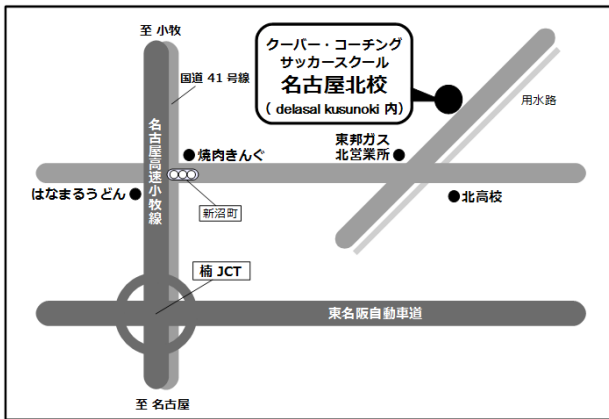 至 小牧
国道 41 号線
クーバー・コーチング
サッカースクール
名古屋北校
( delasal kusunoki 内 )
用水路
名古屋高速小牧線
焼肉きんぐ
東邦ガス
北営業所
はなまるうどん
新沼町
北高校
楠 JCT
東名阪自動車道
至 名古屋